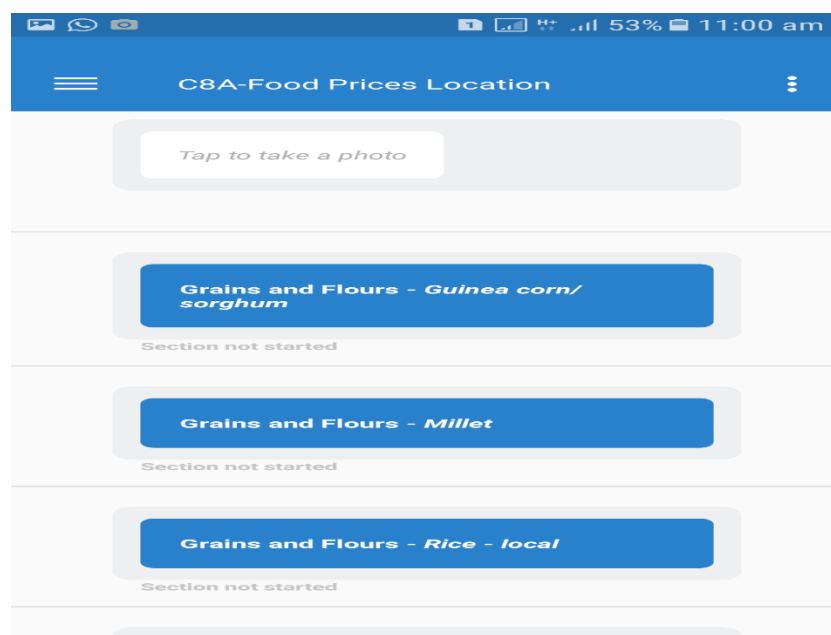 1 H+ 53% 11:00 am
C8A-Food Prices Location
Tap to take a photo
Grains and Flours - Guinea corn/
sorghum
Section not started
Grains and Flours - Millet
Section not started
Grains and Flours - Rice - local
Section not started